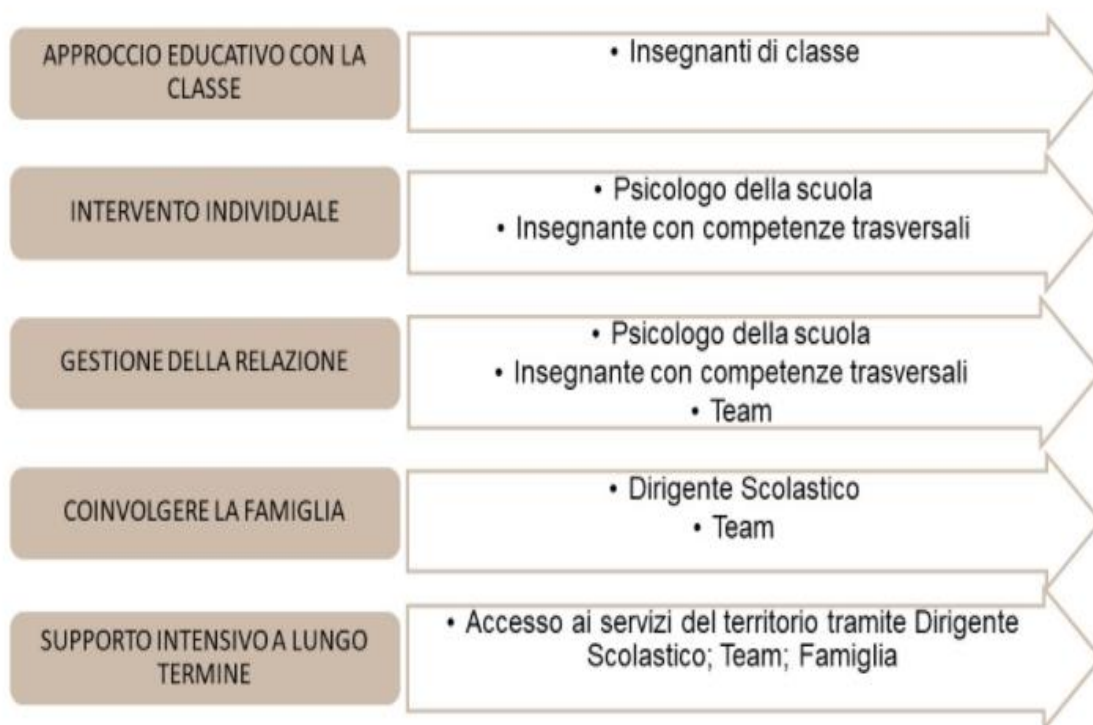 APPROCCIO EDUCATIVO CON LA
CLASSE
• Insegnanti di classe
INTERVENTO INDIVIDUALE
• Psicologo della scuola
• Insegnante con competenze trasversali
GESTIONE DELLA RELAZIONE
• Psicologo della scuola
• Insegnante con competenze trasversali
• Team
COINVOLGERE LA FAMIGLIA
• Dirigente Scolastico
• Team
SUPPORTO INTENSIVO A LUNGO
TERMINE
• Accesso ai servizi del territorio tramite Dirigente
Scolastico; Team; Famiglia